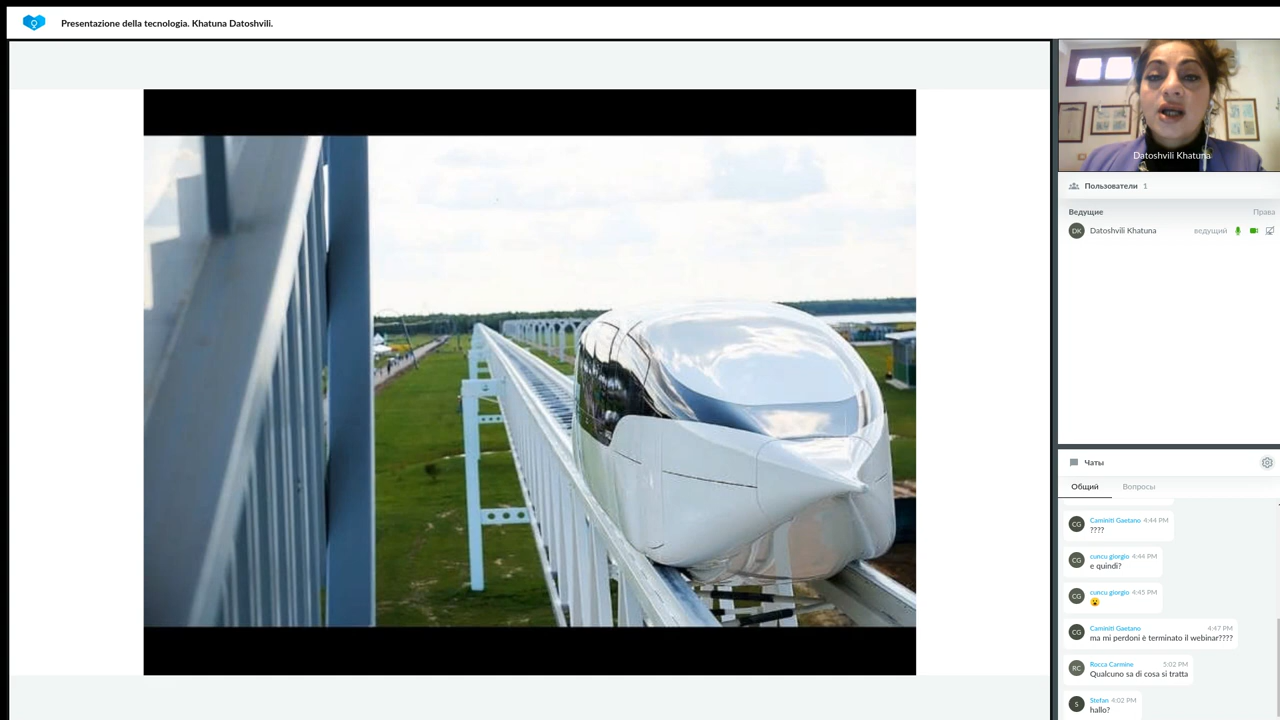 Presentazione della tecnologia. Khatuna Datoshvili.
Datoshvili Khatuna
Пользователи 1
Ведущие Права
DK Datoshvili Khatuna ведущий
Чаты
Общий Вопросы
CG Caminiti Gaetano 4:44 PM
????
CG cuncu giorgio 4:44 PM
e quindi?
CG cuncu giorgio 4:45 PM
😮
CG Caminiti Gaetano 4:47 PM
ma mi perdoni è terminato il webinar????
RC Rocca Carmine 5:02 PM
Qualcuno sa di cosa si tratta
S Stefan 4:02 PM
hallo?